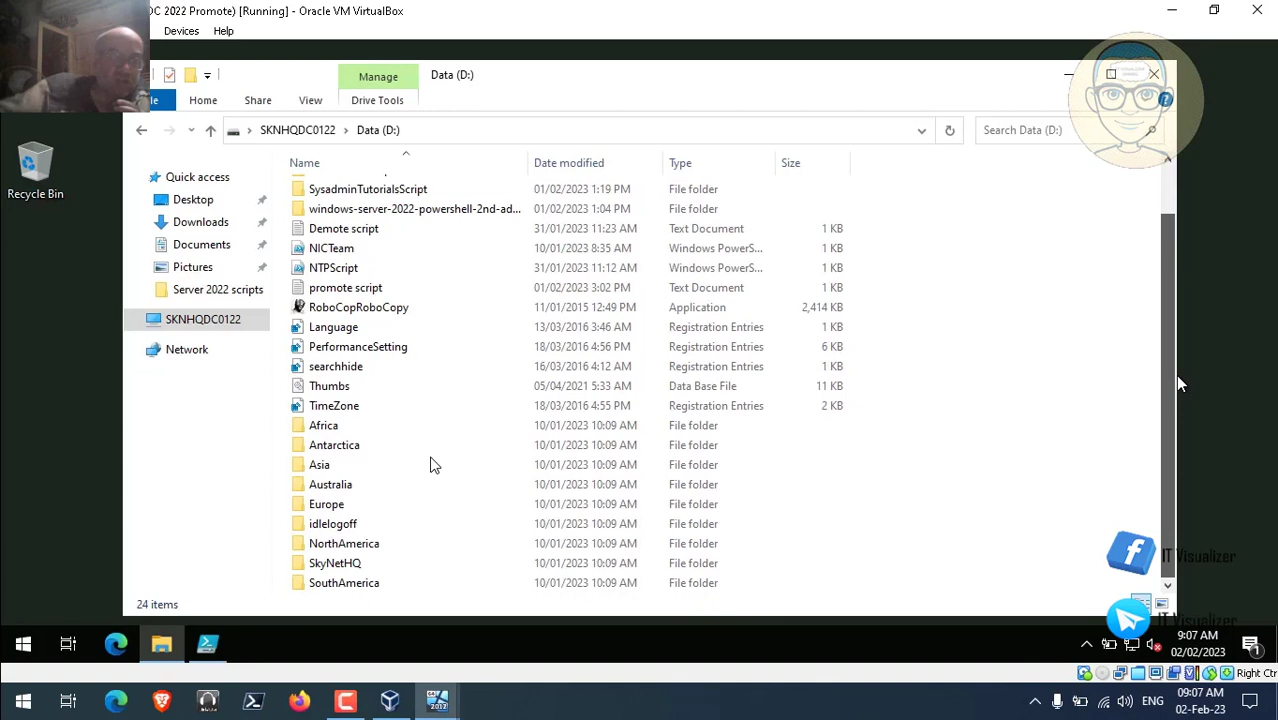 DC 2022 Promote) [Running] - Oracle VM VirtualBox
Devices Help
Manage Data (D:)
Home Share View Drive Tools
SKNHQDC0122 Data (D:) Search Data (D:)
Name Date modified Type Size
Recycle Bin
Quick access
Desktop
Downloads
Documents
Pictures
Server 2022 scripts
SKNHQDC0122
Network
SysadminTutorialsScript 01/02/2023 1:19 PM File folder
windows-server-2022-powershell-2nd-ad... 01/02/2023 1:04 PM File folder
Demote script 31/01/2023 11:23 AM Text Document 1 KB
NICTeam 10/01/2023 8:35 AM Windows PowerS... 1 KB
NTPScript 31/01/2023 11:12 AM Windows PowerS... 1 KB
promote script 01/02/2023 3:02 PM Text Document 1 KB
RoboCopRoboCopy 11/01/2015 12:49 PM Application 2,414 KB
Language 13/03/2016 3:46 AM Registration Entries 1 KB
PerformanceSetting 18/03/2016 4:56 PM Registration Entries 6 KB
searchhide 16/03/2016 4:12 AM Registration Entries 1 KB
Thumbs 05/04/2021 5:33 AM Data Base File 11 KB
TimeZone 18/03/2016 4:55 PM Registration Entries 2 KB
Africa 10/01/2023 10:09 AM File folder
Antarctica 10/01/2023 10:09 AM File folder
Asia 10/01/2023 10:09 AM File folder
Australia 10/01/2023 10:09 AM File folder
Europe 10/01/2023 10:09 AM File folder
idlelogoff 10/01/2023 10:09 AM File folder
NorthAmerica 10/01/2023 10:09 AM File folder
SkyNetHQ 10/01/2023 10:09 AM File folder
SouthAmerica 10/01/2023 10:09 AM File folder
24 items
IT Visualizer
IT Visualizer
9:07 AM
02/02/2023
Right Ctr
ENG
09:07 AM
02-Feb-23